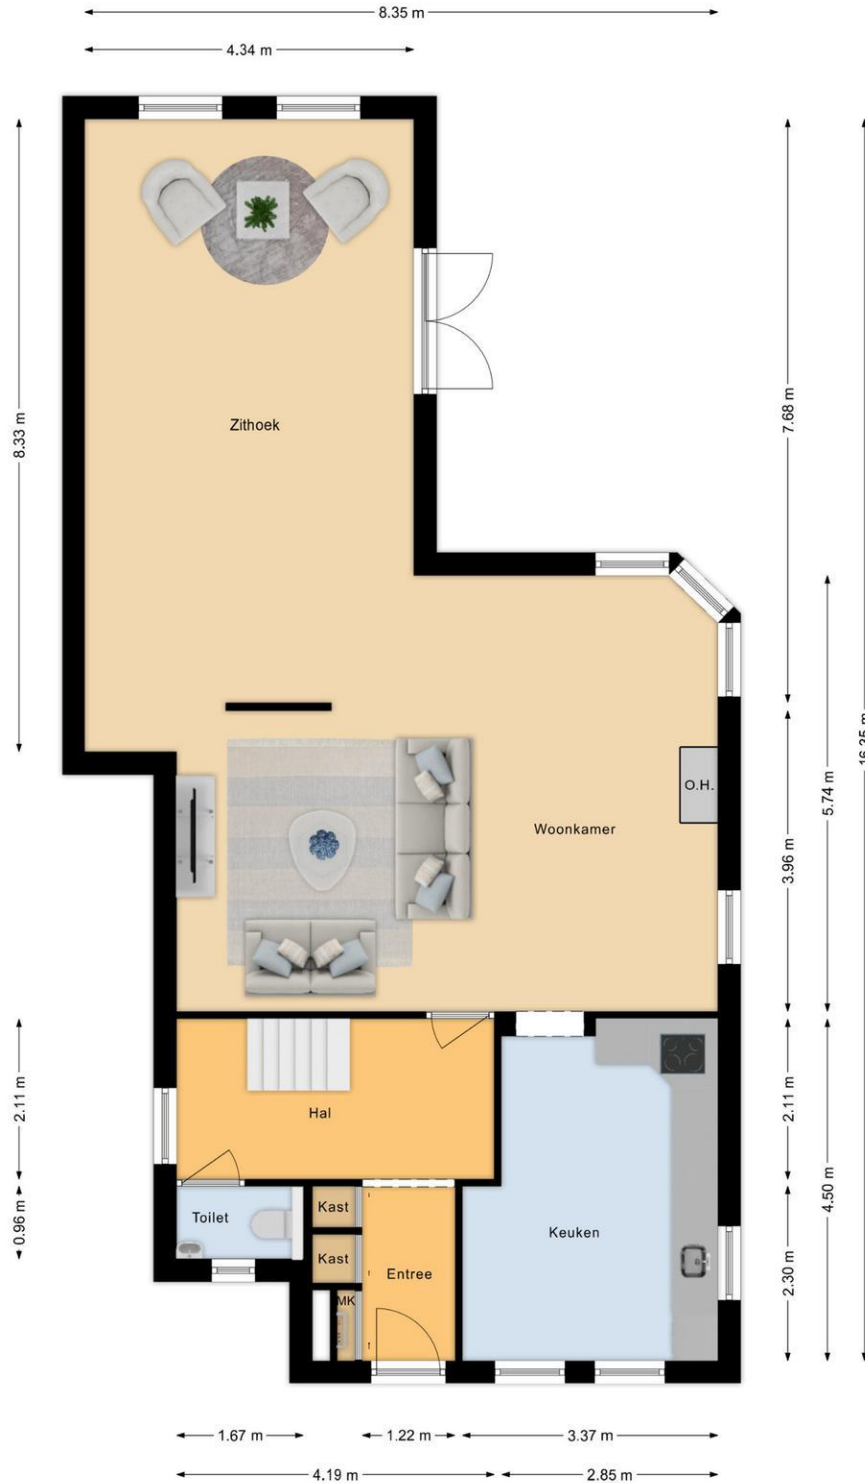 8.35 m
4.34 m
8.33 m
7.68 m
16.35 m
Zithoek
5.74 m
O.H.
Woonkamer
3.96 m
2.11 m
Hal
2.11 m
4.50 m
0.96 m
Toilet
Kast
Keuken
Kast
Entree
2.30 m
MK
1.67 m
1.22 m
3.37 m
4.19 m
2.85 m